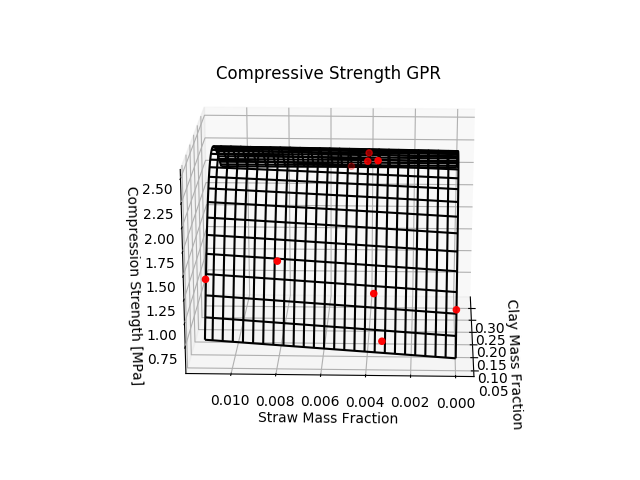 Compressive Strength GPR
2.50
2.25
2.00
1.75
1.50
1.25
1.00
0.75
Compression Strength [MPa]
0.010 0.008 0.006 0.004 0.002 0.000
Straw Mass Fraction
0.30
0.25
0.20
0.15
0.10
0.05
Clay Mass Fraction